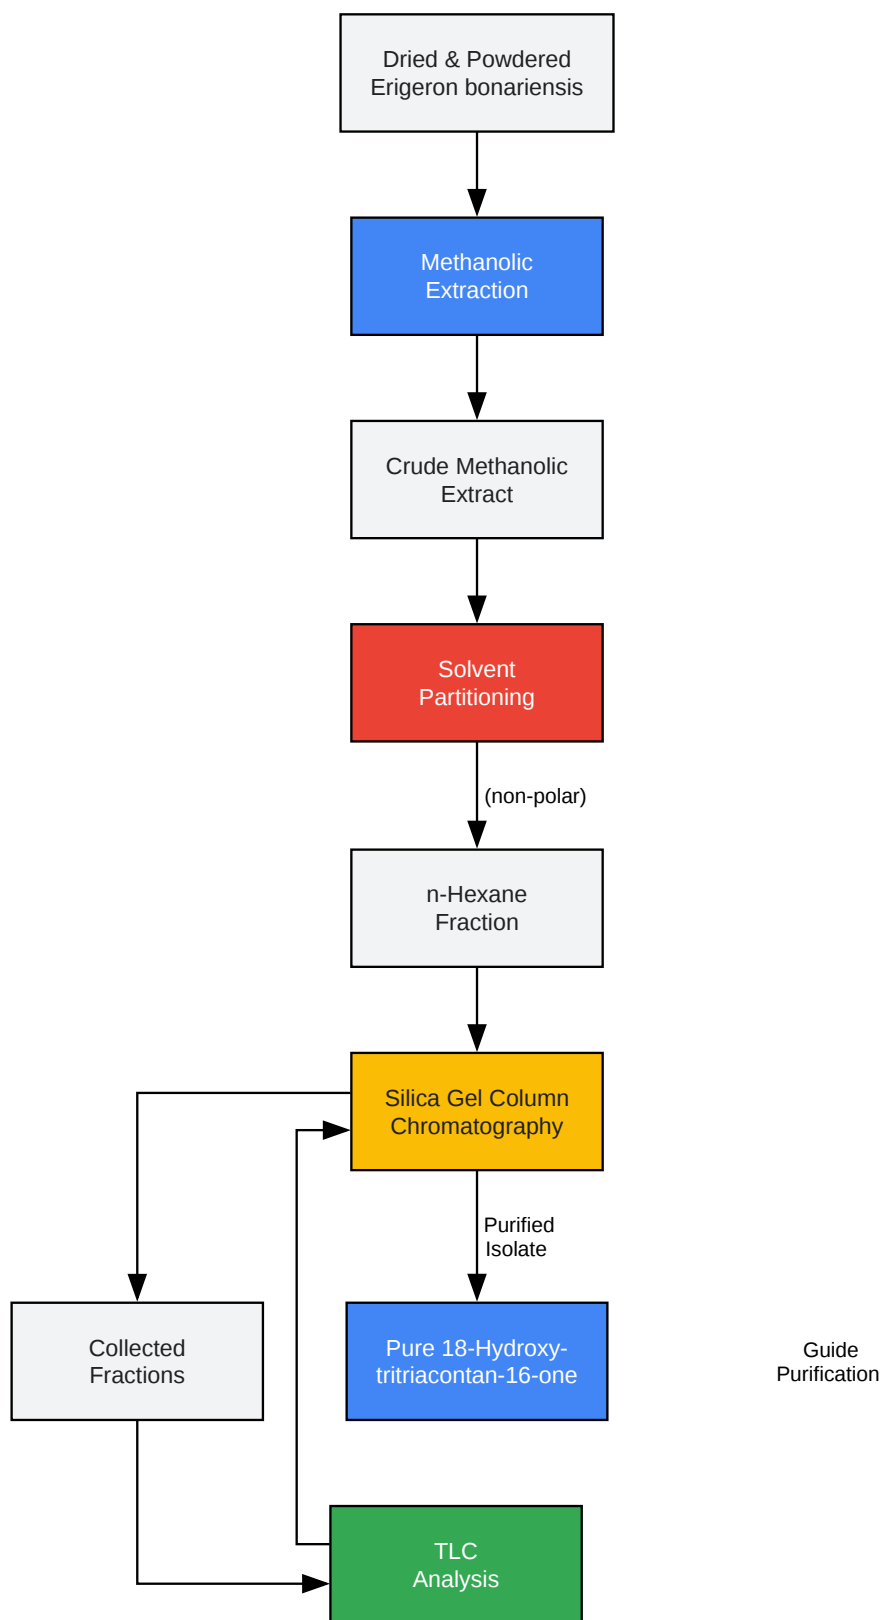 Dried & Powdered
Erigeron bonariensis
Methanolic
Extraction
Crude Methanolic
Extract
Solvent
Partitioning
(non-polar)
n-Hexane
Fraction
Silica Gel Column
Chromatography
Purified
Isolate
Collected
Fractions
Pure 18-Hydroxy-
tritriacontan-16-one
Guide
Purification
TLC
Analysis